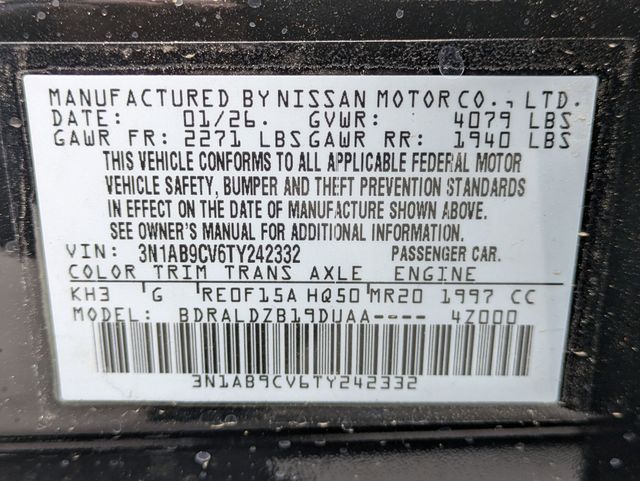 MANUFACTURED BY NISSAN MOTOR CO., LTD.
DATE: 01/26. GVWR: 4079 LBS
GAWR FR: 2271 LBS GAWR RR: 1940 LBS
THIS VEHICLE CONFORMS TO ALL APPLICABLE FEDERAL MOTOR
VEHICLE SAFETY, BUMPER AND THEFT PREVENTION STANDARDS
IN EFFECT ON THE DATE OF MANUFACTURE SHOWN ABOVE.
SEE OWNER'S MANUAL FOR ADDITIONAL INFORMATION.
VIN: 3N1AB9CV6TY242332 PASSENGER CAR.
COLOR TRIM TRANS AXLE ENGINE
KH3 G RE0F15A HQ50 MR20 1997 CC
MODEL: BDRALDZB19DUAA---- 4Z000
3N1AB9CV6TY242332